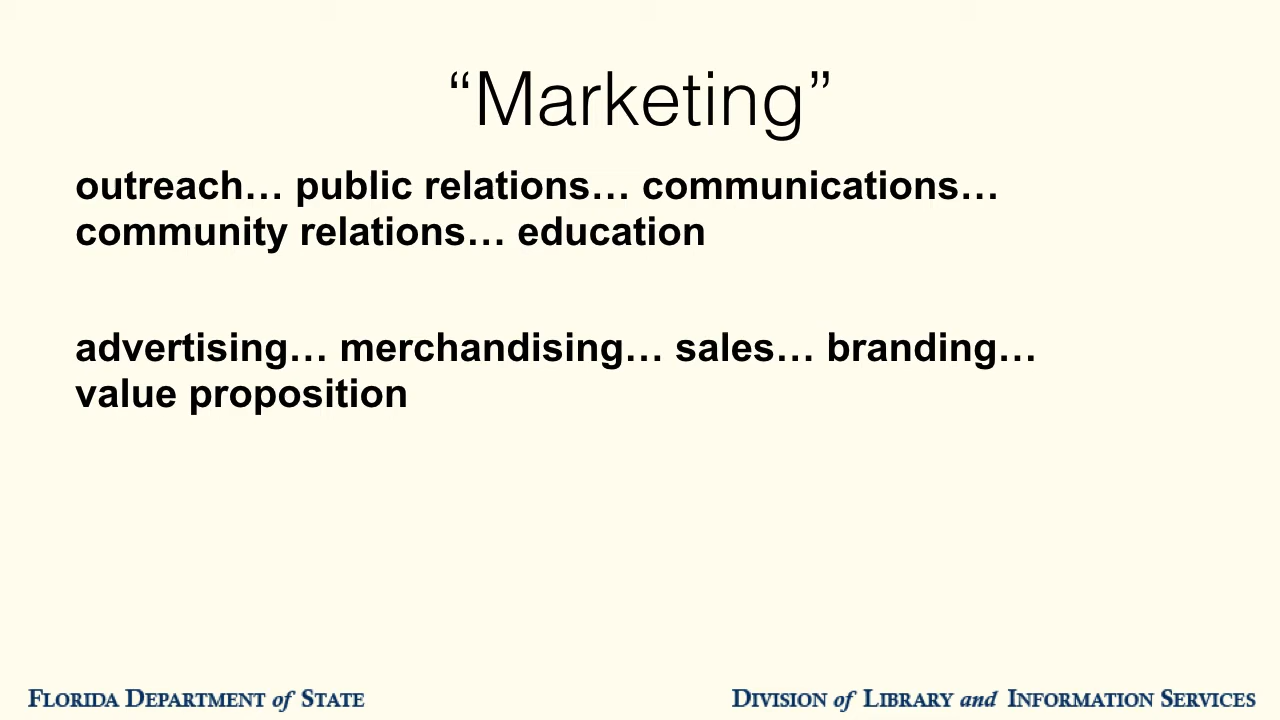 “Marketing”
outreach… public relations… communications…
community relations… education
advertising… merchandising… sales… branding…
value proposition
Florida Department of State
Division of Library and Information Services